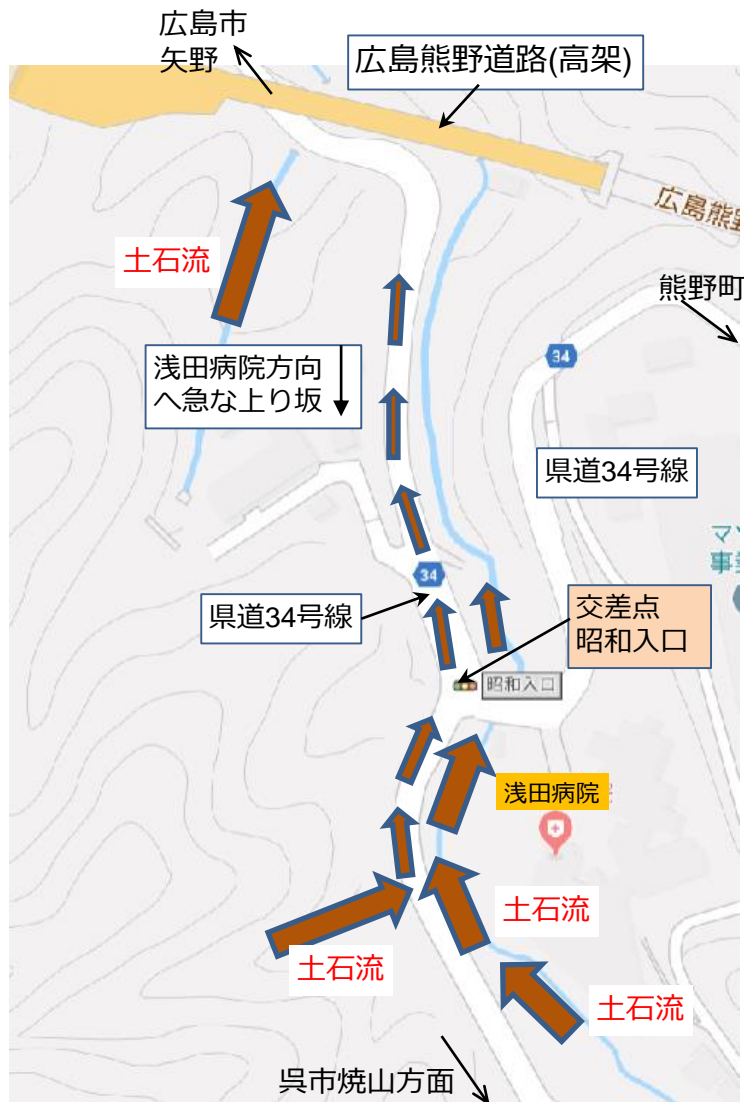 広島市
矢野
広島熊野道路(高架)
広島熊野
土石流
熊野町
34
浅田病院方向
へ急な上り坂
県道34号線
34
県道34号線
交差点
昭和入口
昭和入口
浅田病院
土石流
土石流
土石流
呉市焼山方面